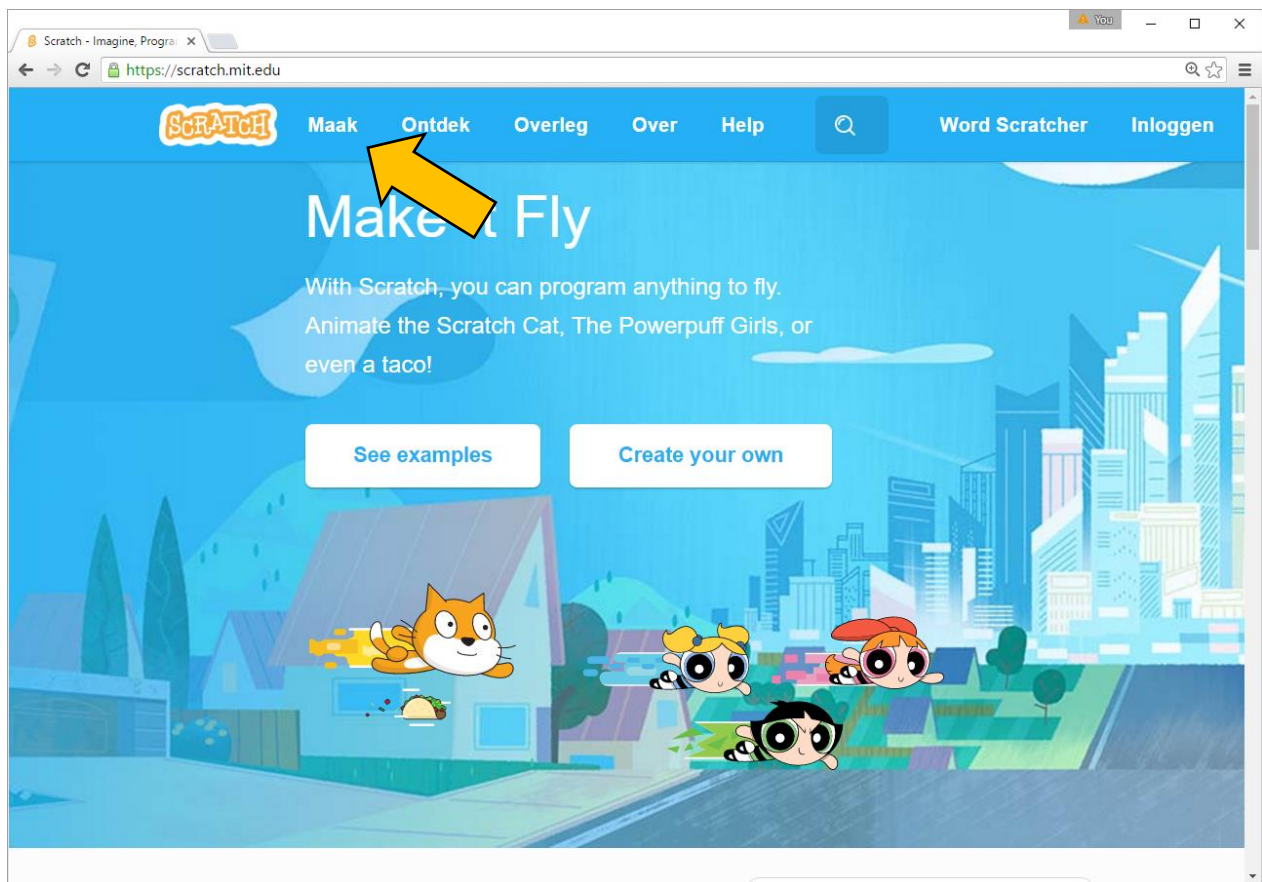 You
Scratch - Imagine, Progra
https://scratch.mit.edu
SCRATCH Maak Ontdek Overleg Over Help Word Scratcher Inloggen
Make t Fly
With Scratch, you can program anything to fly.
Animate the Scratch Cat, The Powerpuff Girls, or
even a taco!
See examples Create your own